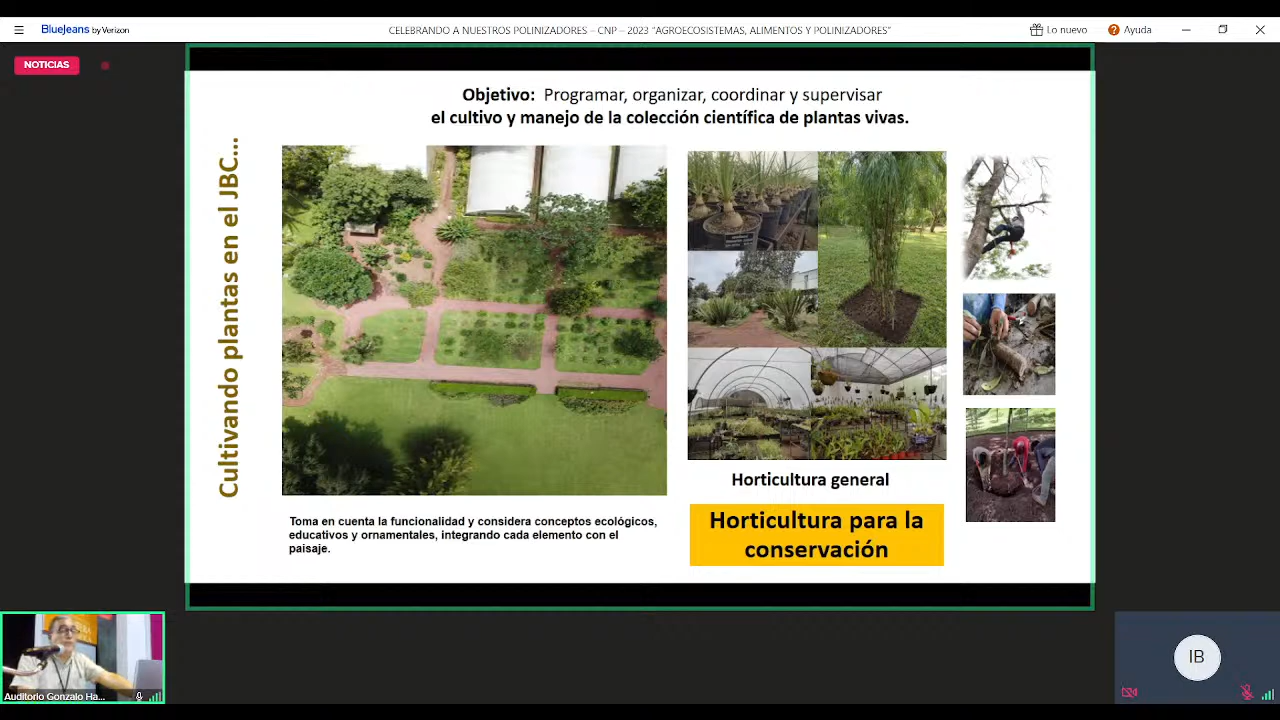 BlueJeans by Verizon
CELEBRANDO A NUESTROS POLINIZADORES – CNP – 2023 "AGROECOSISTEMAS, ALIMENTOS Y POLINIZADORES"
Lo nuevo
? Ayuda
NOTICIAS
Objetivo: Programar, organizar, coordinar y supervisar
el cultivo y manejo de la colección científica de plantas vivas.
Cultivando plantas en el JBC...
Horticultura general
Toma en cuenta la funcionalidad y considera conceptos ecológicos,
educativos y ornamentales, integrando cada elemento con el
paisaje.
Horticultura para la
conservación
Auditorio Gonzalo Ha...
IB